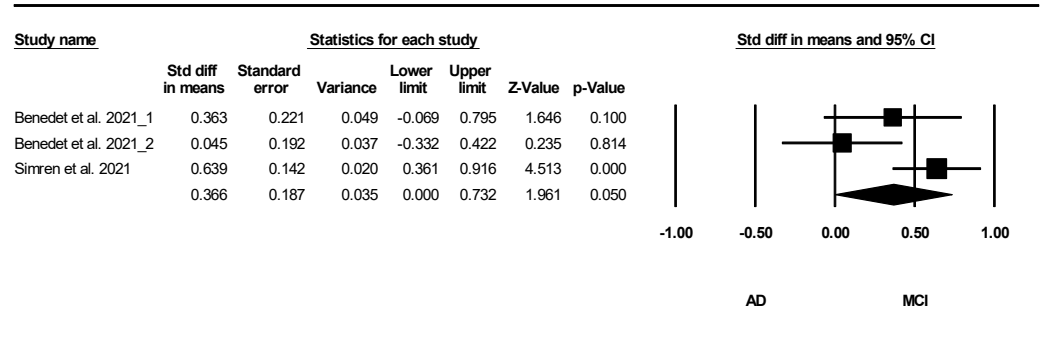 Study name Statistics for each study Std diff in means and 95% CI
Std diff Standard Lower Upper
in means error Variance limit limit Z-Value p-Value
Benedet et al. 2021_1 0.363 0.221 0.049 -0.069 0.795 1.646 0.100
Benedet et al. 2021_2 0.045 0.192 0.037 -0.332 0.422 0.235 0.814
Simren et al. 2021 0.639 0.142 0.020 0.361 0.916 4.513 0.000
0.366 0.187 0.035 0.000 0.732 1.961 0.050
-1.00 -0.50 0.00 0.50 1.00
AD MCI